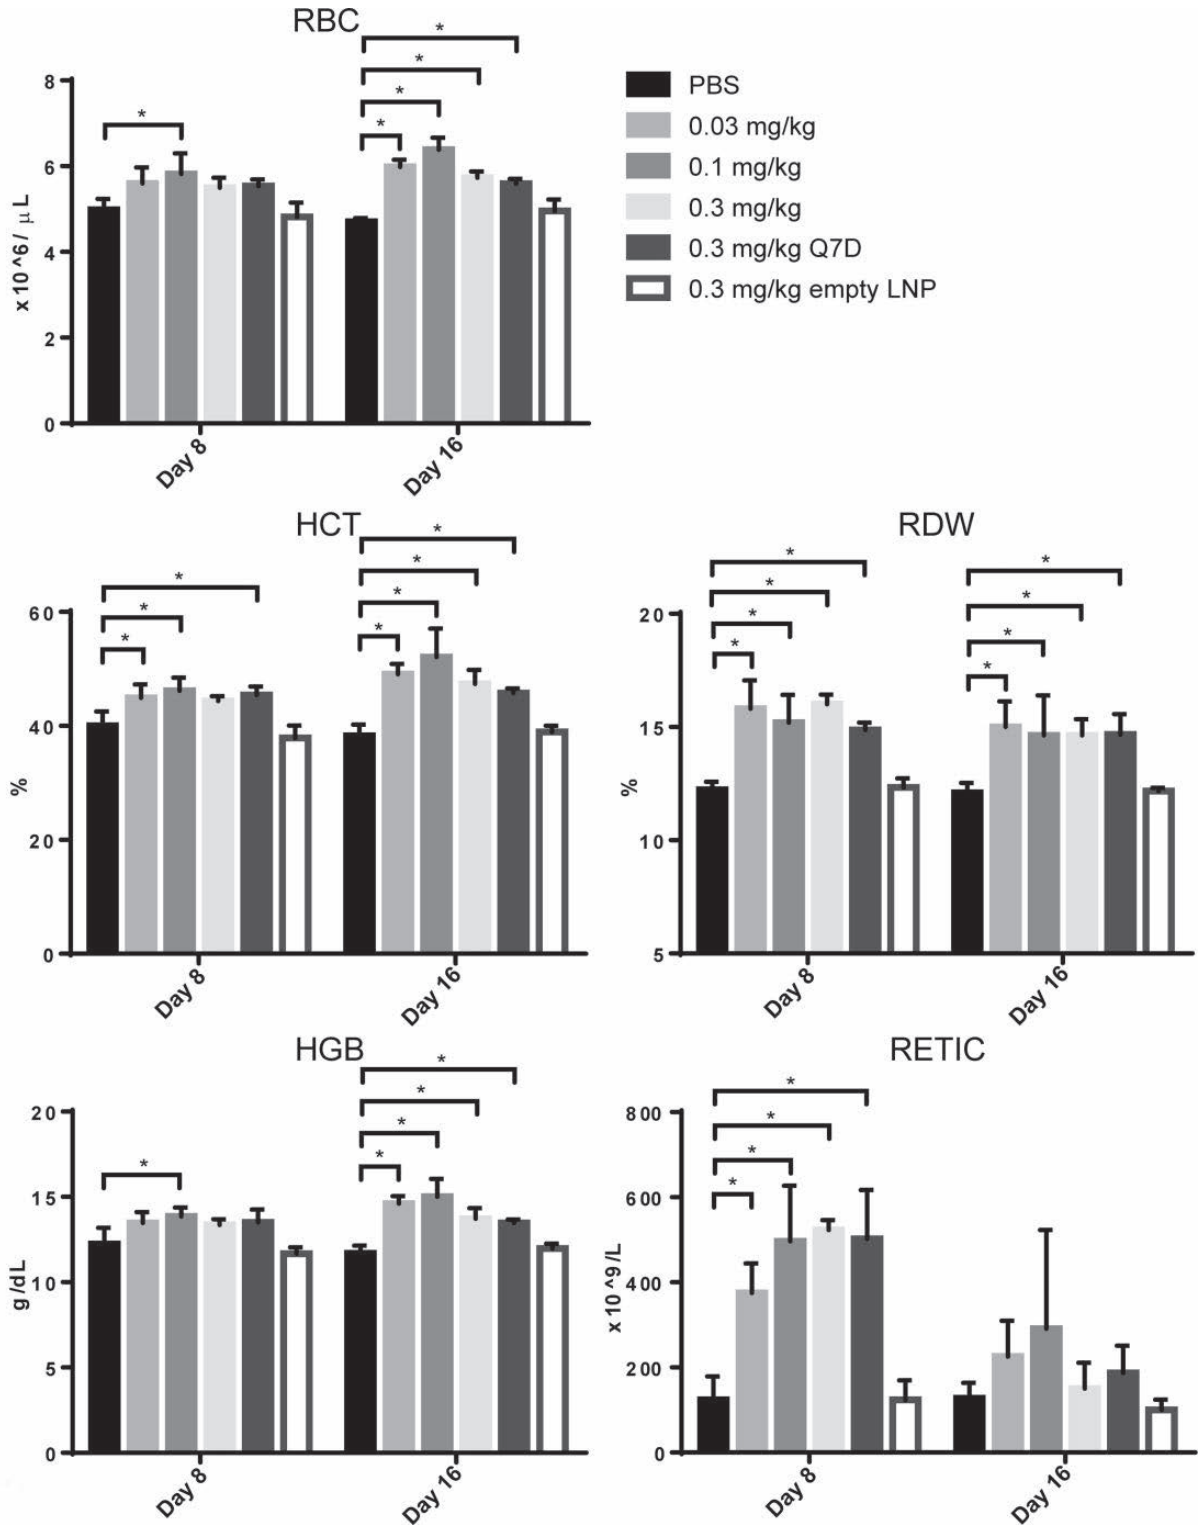 RBC
*
*
*
*
*
8
6
4
2
0
x10^6/ μL
Day 8
Day 16
PBS
0.03 mg/kg
0.1 mg/kg
0.3 mg/kg
0.3 mg/kg Q7D
0.3 mg/kg empty LNP
HCT
*
*
*
*
*
*
*
60
40
20
0
%
Day 8
Day 16
RDW
*
*
*
*
*
*
*
*
20
15
10
5
%
Day 8
Day 16
HGB
*
*
*
*
*
20
15
10
5
0
g/dL
Day 8
Day 16
RETIC
*
*
*
*
800
600
400
200
0
x10^9/L
Day 8
Day 16